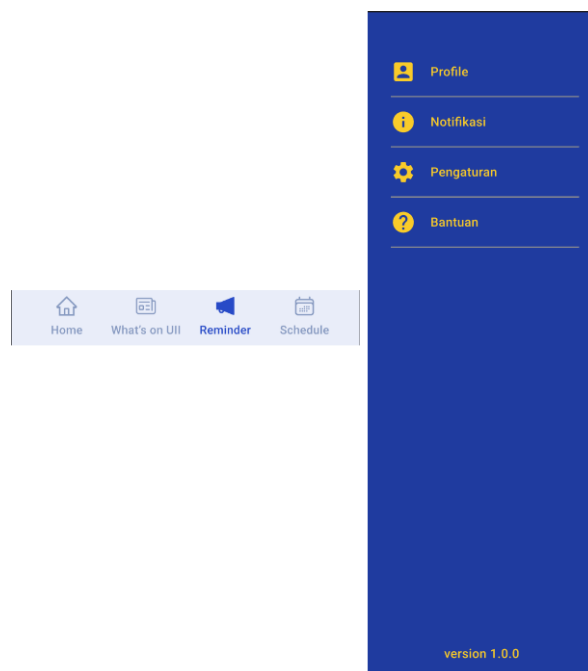 Home
What's on UII
Reminder
Schedule
Profile
Notifikasi
Pengaturan
Bantuan
version 1.0.0